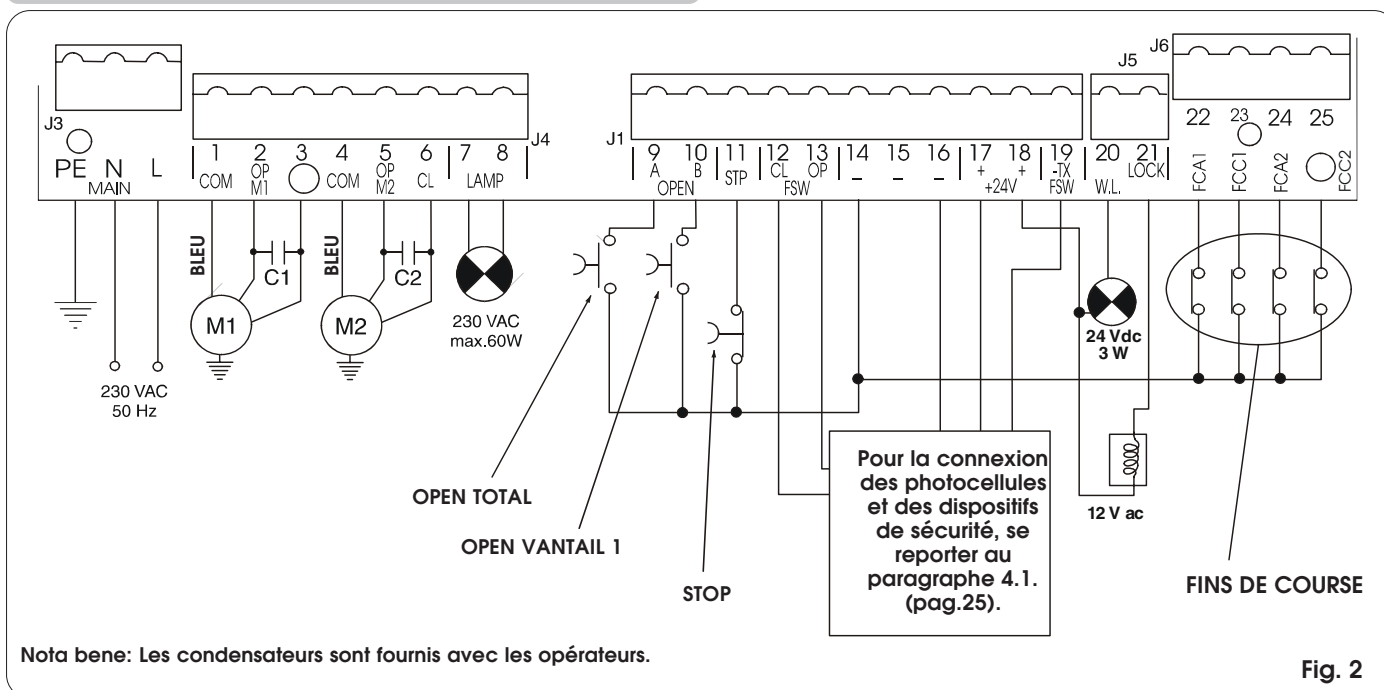 J3
J4
J1
J5
J6
PE N L
MAIN
1 2 3 4 5 6 7 8
COM OP M1 COM OP M2 CL LAMP
9 10 11 12 13 14 15 16 17 18 19 20 21
A B STP CL OP - - - + + -TX W.L. LOCK
OPEN FSW +24V FSW
22 23 24 25
FCA1 FCC1 FCA2 FCC2
BLEU
BLEU
C1
C2
M1
M2
230 VAC
50 Hz
230 VAC
max.60W
24 Vdc
3 W
12 V ac
OPEN TOTAL
OPEN VANTAIL 1
STOP
Pour la connexion
des photocellules
et des dispositifs
de sécurité, se
reporter au
paragraphe 4.1.
(pag.25).
FINS DE COURSE
Nota bene: Les condensateurs sont fournis avec les opérateurs.
Fig. 2